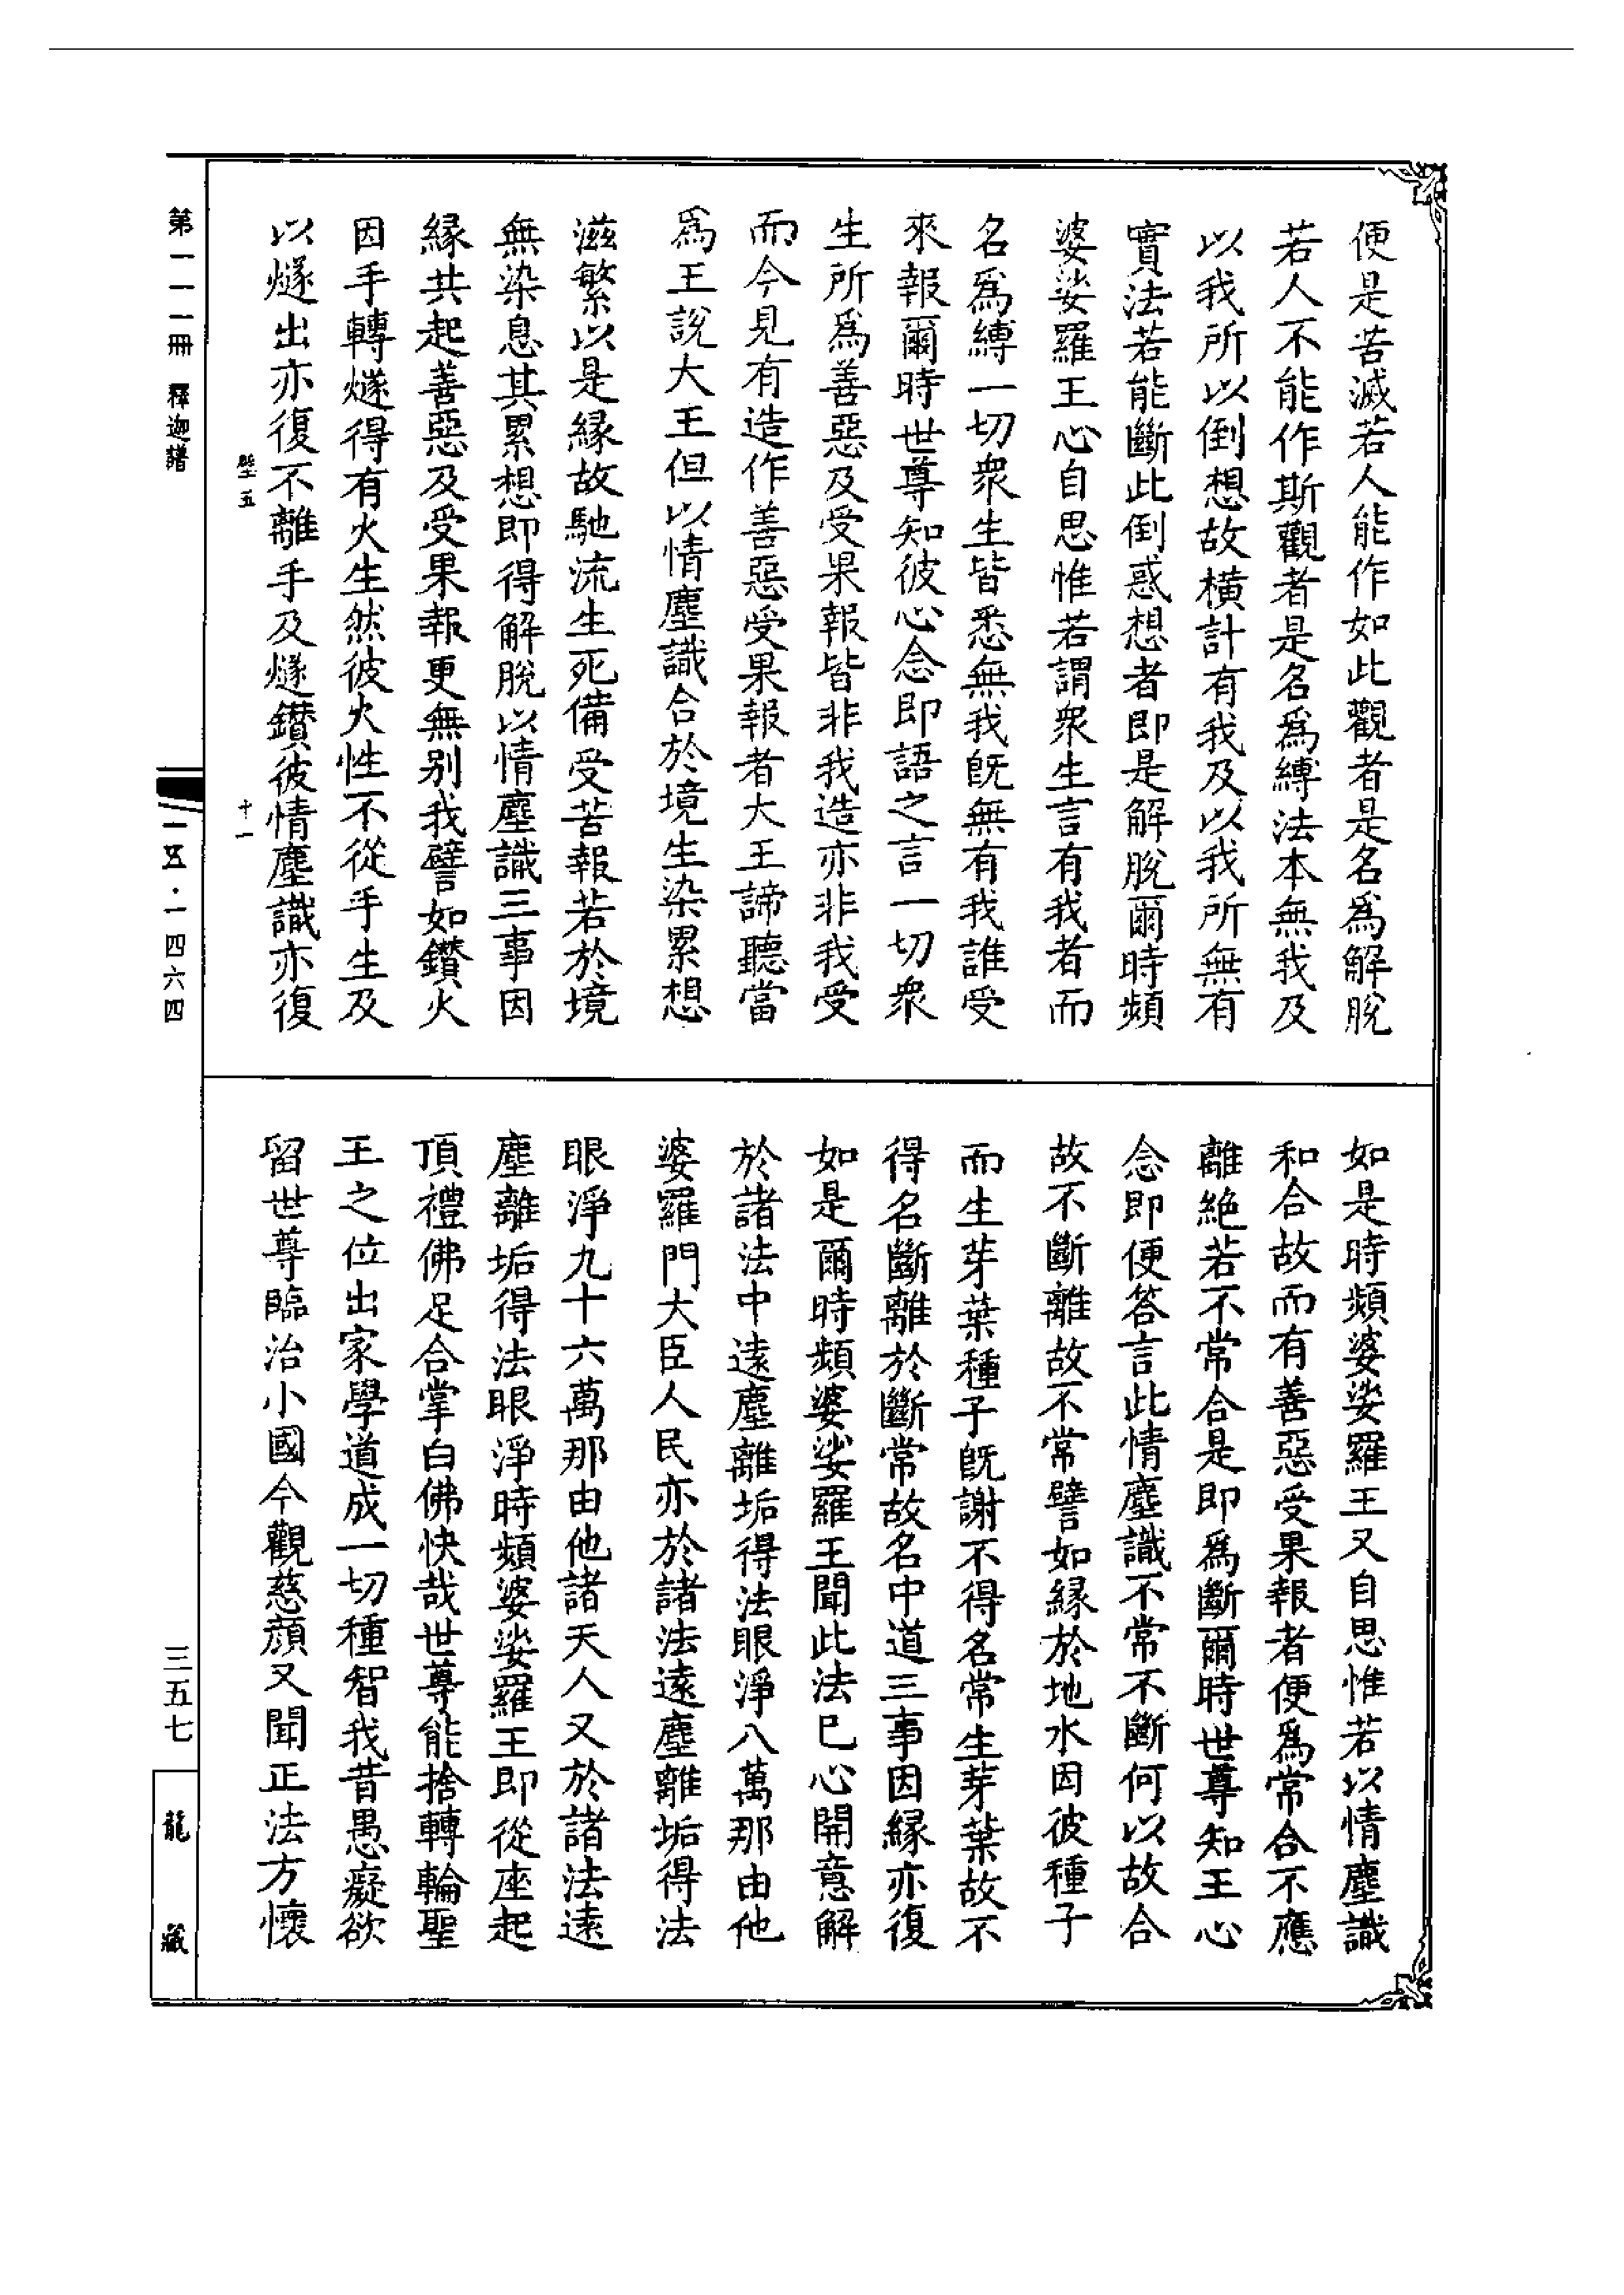 便是苦滅若人能作如此觀者是名爲解脫
若人不能作斯觀者是名爲縛法本無我及
以我所以倒想故橫計有我及以我所無有
實法若能斷此倒惑想者即是解脫爾時頻
婆娑羅王心自思惟若謂衆生言有我者而
名爲縛一切衆生皆悉無我旣無有我誰受
來報爾時世尊知彼心念即語之言一切衆
生所爲善惡及受果報皆非我造亦非我受
而今見有造作善惡受果報者大王諦聽當
爲王說大王但以情塵識合於境生染累想
滋繁以是緣故馳流生死備受苦報若於境
無染息其累想即得解脫以情塵識三事因
緣共起善惡及受果報更無别我譬如鑽火
因手轉燧得有火生然彼火性不從手生及
以燧出亦復不離手及燧鑽彼情塵識亦復
如是時頻婆娑羅王又自思惟若以情塵識
和合故而有善惡受果報者便爲常合不應
離絕若不常合是即爲斷爾時世尊知王心
念即便答言此情塵識不常不斷何以故合
故不斷離故不常譬如緣於地水因彼種子
而生芽葉種子旣謝不得名常生芽葉故不
得名斷離於斷常故名中道三事因緣亦復
如是爾時頻婆娑羅王聞此法已心開意解
於諸法中遠塵離垢得法眼淨八萬那由他
婆羅門大臣人民亦於諸法遠塵離垢得法
眼淨九十六萬那由他諸天人又於諸法遠
塵離垢得法眼淨時頻婆娑羅王即從座起
頂禮佛足合掌白佛快哉世尊能捨轉輪聖
王之位出家學道成一切種智我昔愚癡欲
留世尊臨治小國今觀慈顏又聞正法方懷
壁五
十一
第一一一冊 釋迦譜
一五·一四六四
三五七
龍藏